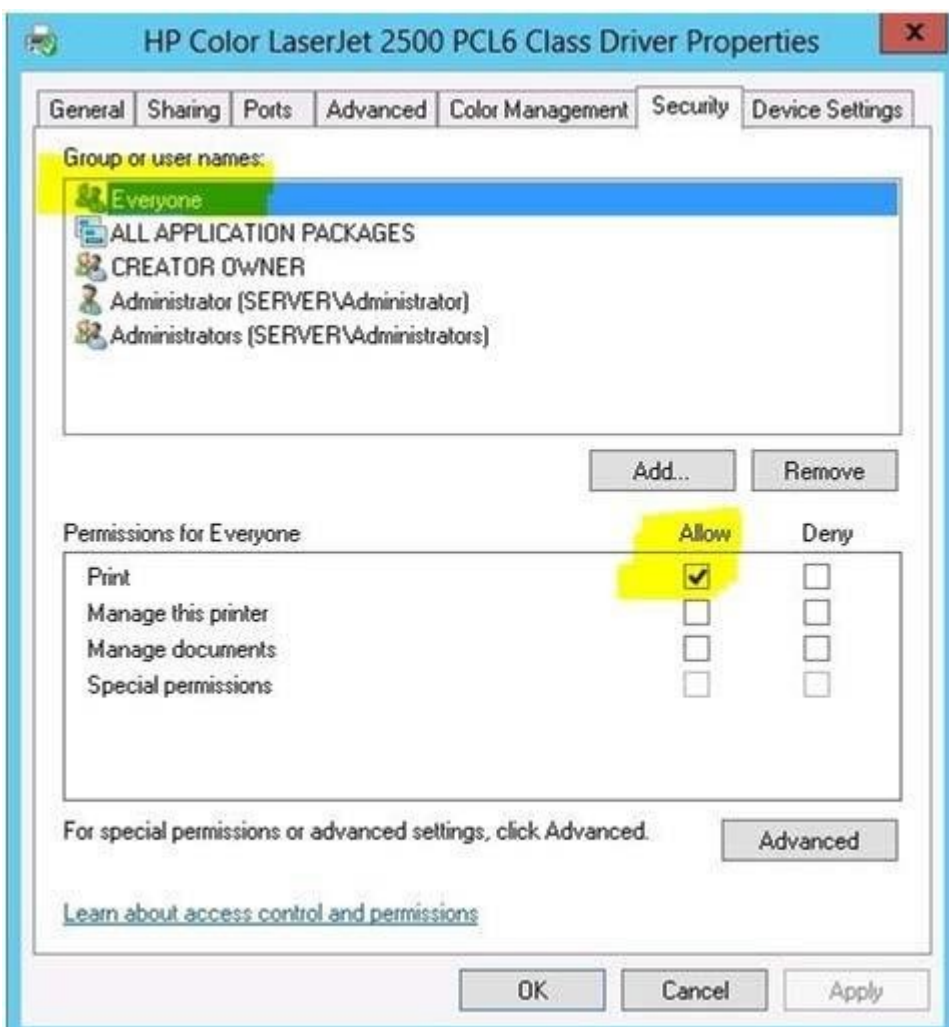 HP Color LaserJet 2500 PCL6 Class Driver Properties
x
General Sharing Ports Advanced Color Management Security Device Settings
Group or user names:
Everyone
ALL APPLICATION PACKAGES
CREATOR OWNER
Administrator (SERVER\Administrator)
Administrators (SERVER\Administrators)
Add... Remove
Permissions for Everyone Allow Deny
Print
Manage this printer
Manage documents
Special permissions
For special permissions or advanced settings, click Advanced. Advanced
Learn about access control and permissions
OK Cancel Apply